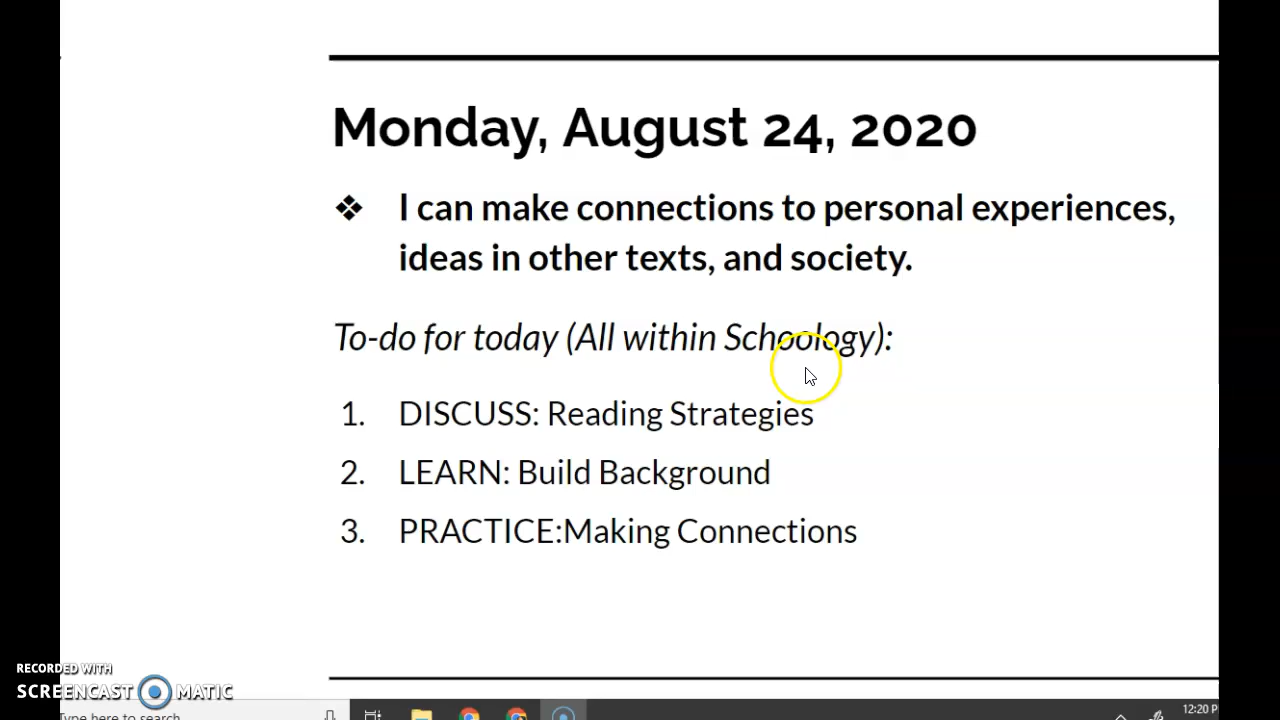 Monday, August 24, 2020
❖ I can make connections to personal experiences,
ideas in other texts, and society.
To-do for today (All within Schoology):
1. DISCUSS: Reading Strategies
2. LEARN: Build Background
3. PRACTICE:Making Connections
RECORDED WITH
SCREENCAST MATIC
Type here to search
12:20 P